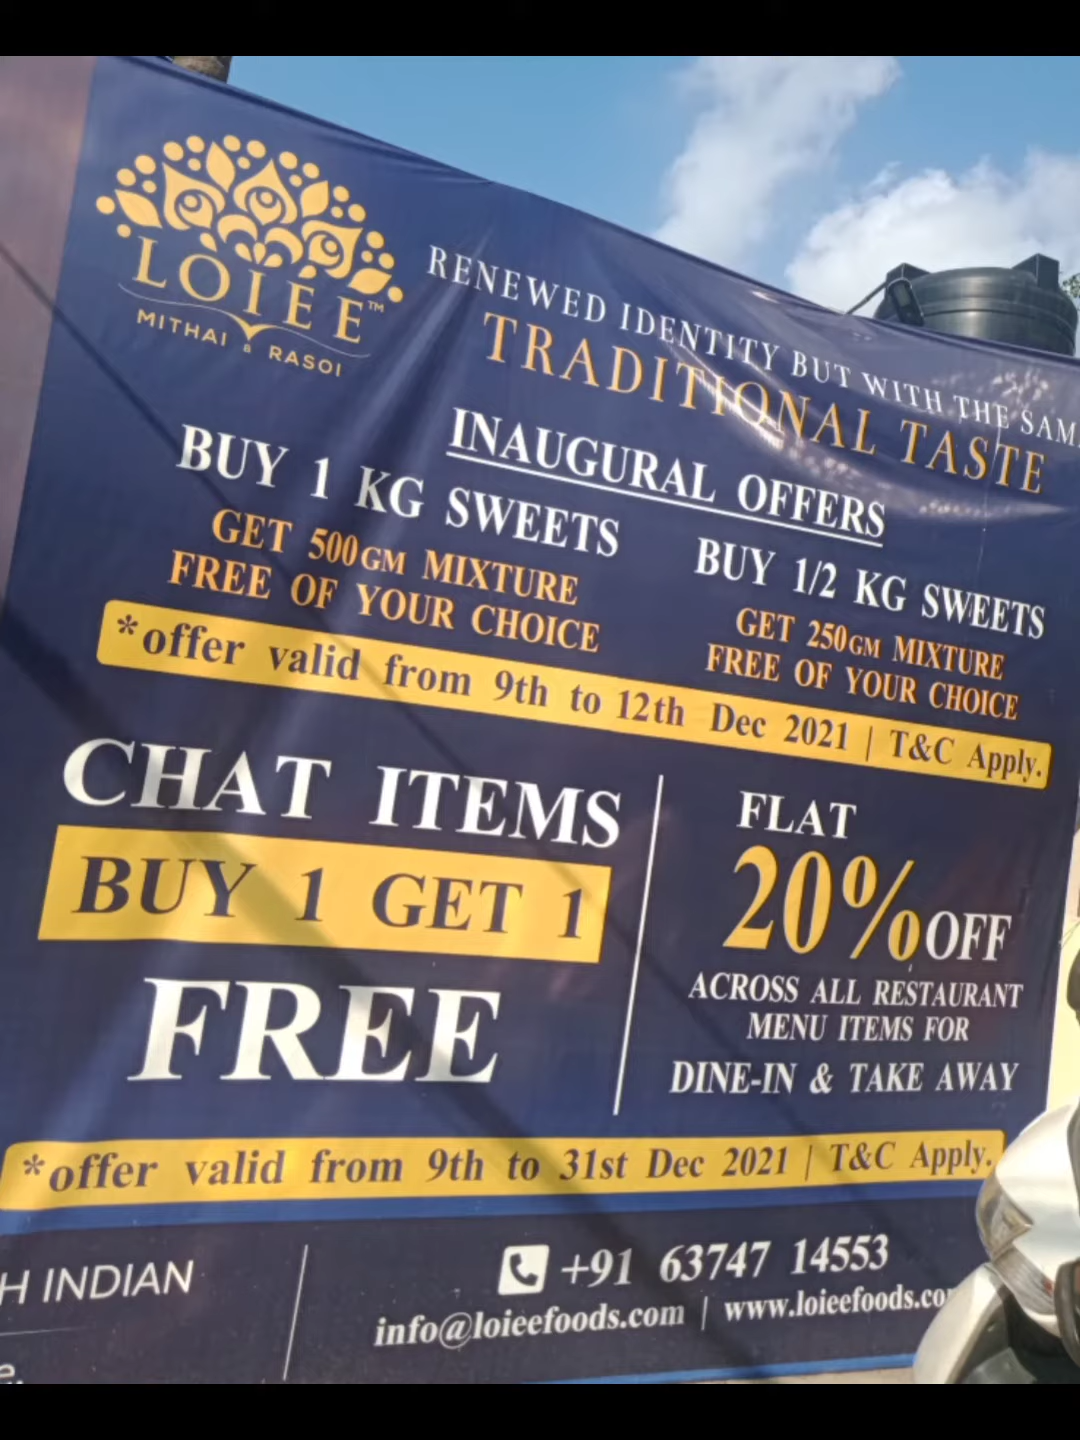 LOIEE™
MITHAI & RASOI
RENEWED IDENTITY BUT WITH THE SAM
TRADITIONAL TASTE
INAUGURAL OFFERS
BUY 1 KG SWEETS
GET 500GM MIXTURE
FREE OF YOUR CHOICE
BUY 1/2 KG SWEETS
GET 250GM MIXTURE
FREE OF YOUR CHOICE
*offer valid from 9th to 12th Dec 2021 | T&C Apply.
CHAT ITEMS
BUY 1 GET 1
FREE
FLAT
20% OFF
ACROSS ALL RESTAURANT
MENU ITEMS FOR
DINE-IN & TAKE AWAY
*offer valid from 9th to 31st Dec 2021 | T&C Apply.
H INDIAN
e.
+91 63747 14553
info@loieefoods.com | www.loieefoods.co